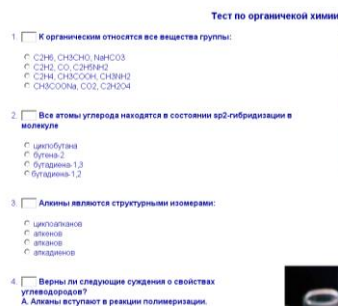 Тест по органичекой химии
1. К органическим относятся все вещества группы:
C2H6, CH3CHO, NaHCO3
C2H2, CO, C2H5NH2
C2H4, CH3COOH, CH3NH2
CH3COONa, CO2, C2H2O4
2. Все атомы углерода находятся в состоянии sp2-гибридизации в
молекуле
циклобутана
бутена-2
бутадиена-1,3
бутадиена-1,2
3. Алкины являются структурными изомерами:
циклоалканов
алкенов
алканов
алкадиенов
4. Верны ли следующие суждения о свойствах
углеводородов?
А. Алканы вступают в реакции полимеризации.